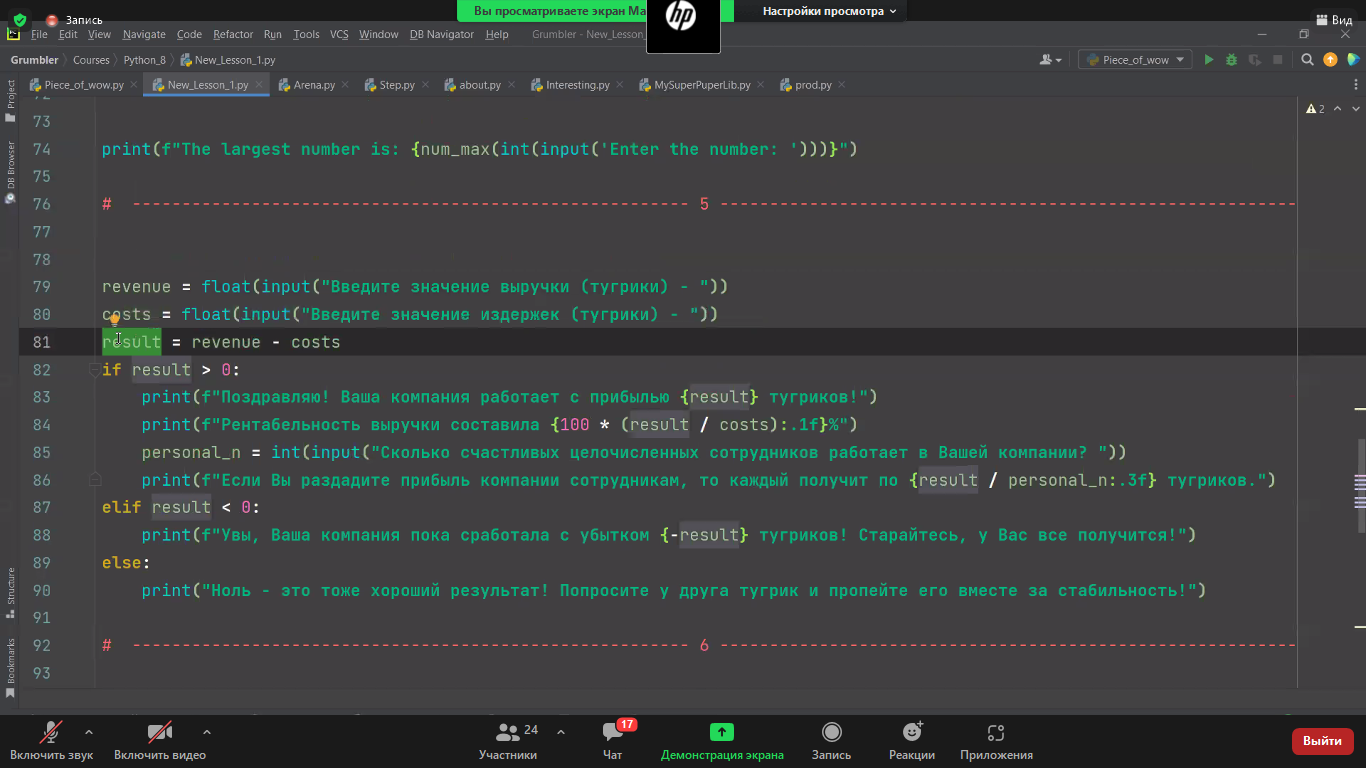 Запись
Вы просматриваете экран Ma
hp
Настройки просмотра
Вид
File Edit View Navigate Code Refactor Run Tools VCS Window DB Navigator Help Grumbler - New_Lesson_
Grumbler Courses Python_8 New_Lesson_1.py Piece_of_wow
Piece_of_wow.py New_Lesson_1.py Arena.py Step.py about.py Interesting.py MySuperPuperLib.py prod.py
Project
DB Browser
Structure
Bookmarks
2
73
74 print(f"The largest number is: {num_max(int(input('Enter the number: ')))}")
75
76 # -------------------------------------------------------- 5 ----------------------------------------------------------
77
78
79 revenue = float(input("Введите значение выручки (тугрики) - "))
80 costs = float(input("Введите значение издержек (тугрики) - "))
81 result = revenue - costs
82 if result > 0:
83 print(f"Поздравляю! Ваша компания работает с прибылью {result} тугриков!")
84 print(f"Рентабельность выручки составила {100 * (result / costs):.1f}%")
85 personal_n = int(input("Сколько счастливых целочисленных сотрудников работает в Вашей компании? "))
86 print(f"Если Вы раздадите прибыль компании сотрудникам, то каждый получит по {result / personal_n:.3f} тугриков.")
87 elif result < 0:
88 print(f"Увы, Ваша компания пока сработала с убытком {-result} тугриков! Старайтесь, у Вас все получится!")
89 else:
90 print("Ноль - это тоже хороший результат! Попросите у друга тугрик и пропейте его вместе за стабильность!")
91
92 # -------------------------------------------------------- 6 ----------------------------------------------------------
93
24 17
Включить звук Включить видео Участники Чат Демонстрация экрана Запись Реакции Приложения Выйти